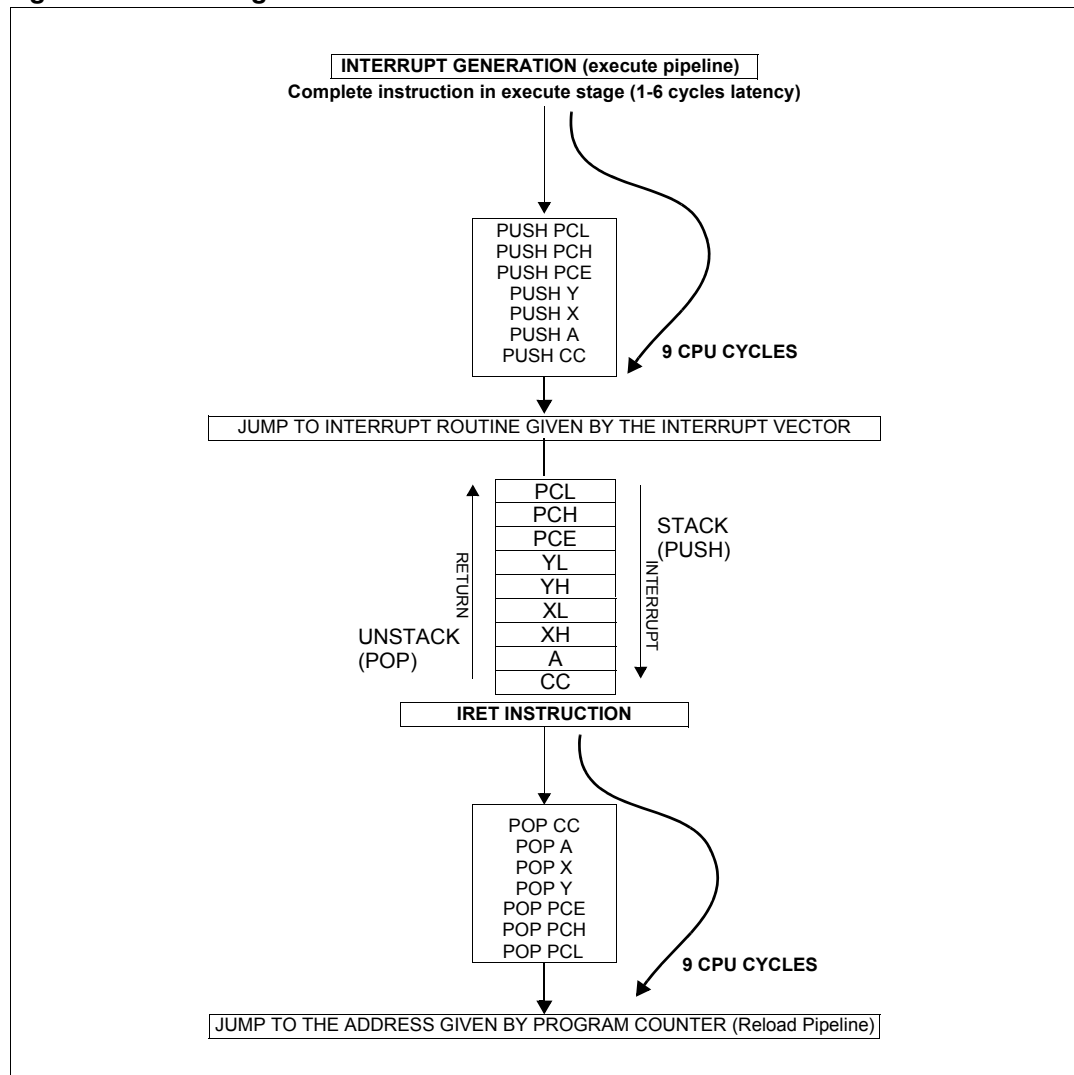 INTERRUPT GENERATION (execute pipeline)
Complete instruction in execute stage (1-6 cycles latency)
PUSH PCL
PUSH PCH
PUSH PCE
PUSH Y
PUSH X
PUSH A
PUSH CC
9 CPU CYCLES
JUMP TO INTERRUPT ROUTINE GIVEN BY THE INTERRUPT VECTOR
PCL
PCH
PCE
YL
YH
XL
XH
A
CC
RETURN
UNSTACK
(POP)
STACK
(PUSH)
INTERRUPT
IRET INSTRUCTION
POP CC
POP A
POP X
POP Y
POP PCE
POP PCH
POP PCL
9 CPU CYCLES
JUMP TO THE ADDRESS GIVEN BY PROGRAM COUNTER (Reload Pipeline)